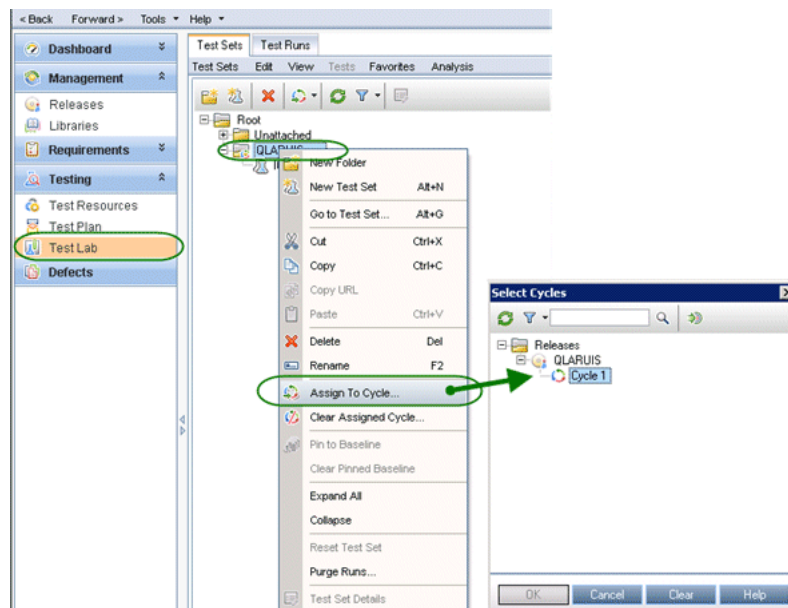 < Back Forward > Tools Help
Dashboard
Management
Releases
Libraries
Requirements
Testing
Test Resources
Test Plan
Test Lab
Defects
Test Sets Test Runs
Test Sets Edit View Tests Favorites Analysis
Root
Unattached
QLARUIS
New Folder
New Test Set Alt+N
Go to Test Set... Alt+G
Cut Ctrl+X
Copy Ctrl+C
Copy URL
Paste Ctrl+V
Delete Del
Rename F2
Assign To Cycle...
Clear Assigned Cycle...
Pin to Baseline
Clear Pinned Baseline
Expand All
Collapse
Reset Test Set
Purge Runs...
Test Set Details
Select Cycles
Releases
QLARUIS
Cycle 1
OK Cancel Clear Help